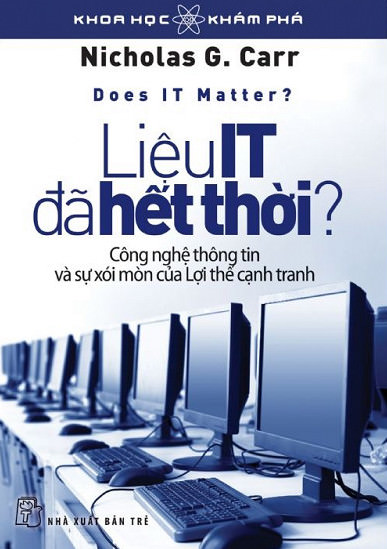 KHOA HỌC KHÁM PHÁ
Nicholas G. Carr
Does IT Matter?
Liệu IT
đã hết thời?
Công nghệ thông tin
và sự xói mòn của Lợi thế cạnh tranh
NHÀ XUẤT BẢN TRẺ